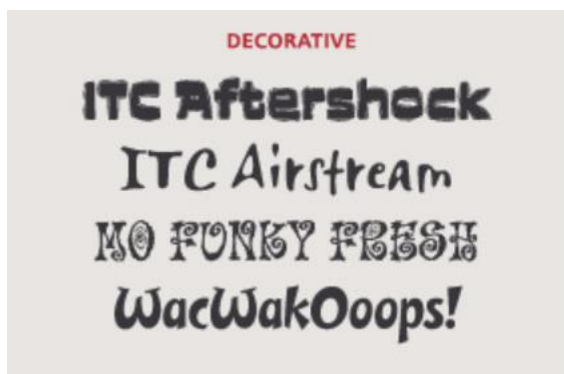 DECORATIVE
ITC Aftershock
ITC Airstream
MO FUNKY FRESH
WacWakOoops!